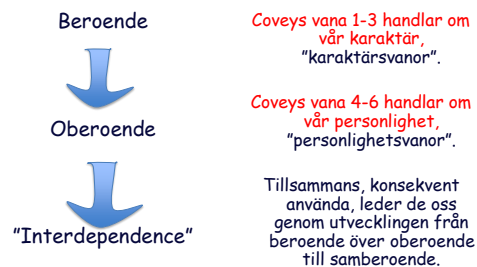 Beroende
Oberoende
”Interdependence”
Coveys vana 1-3 handlar om
vår karaktär,
”karaktärsvanor”.
Coveys vana 4-6 handlar om
vår personlighet,
”personlighetsvanor”.
Tillsammans, konsekvent
använda, leder de oss
genom utvecklingen från
beroende över oberoende
till samberoende.